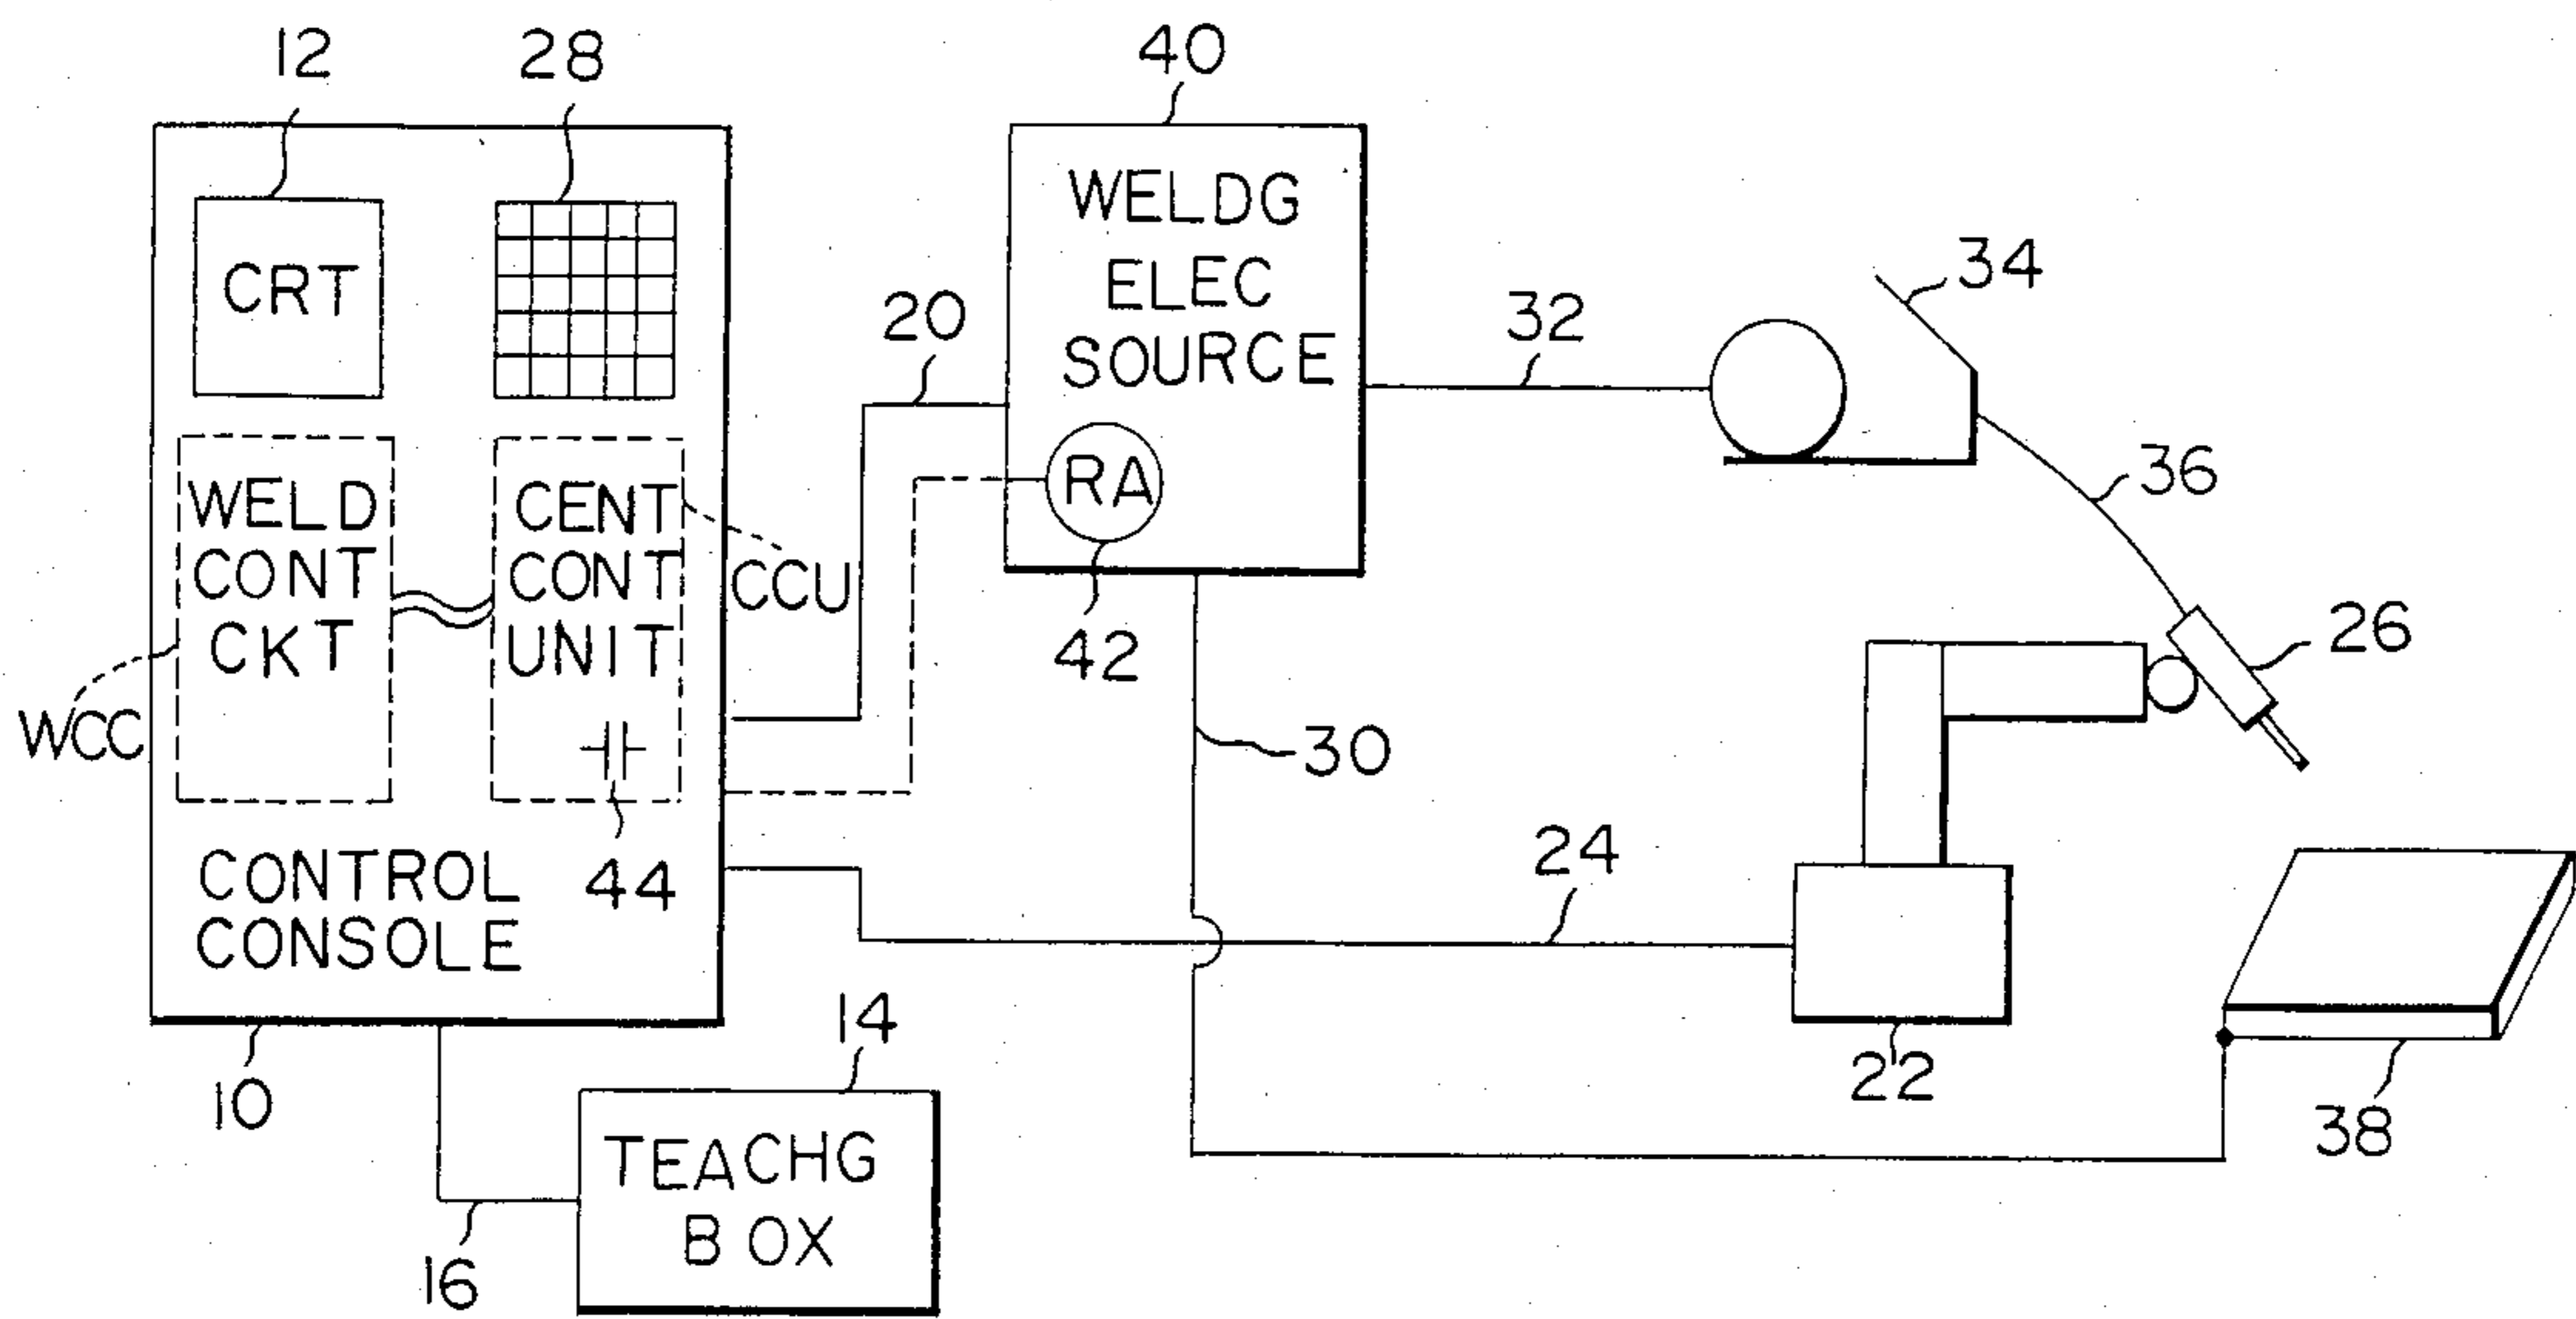 12
28
40
CRT
WELDG
ELEC
SOURCE
RA
42
20
32
34
36
26
WELD
CONT
CKT
CENT
CONT
UNIT
CCU
WCC
44
30
24
CONTROL
CONSOLE
10
14
22
38
TEACHG
BOX
16